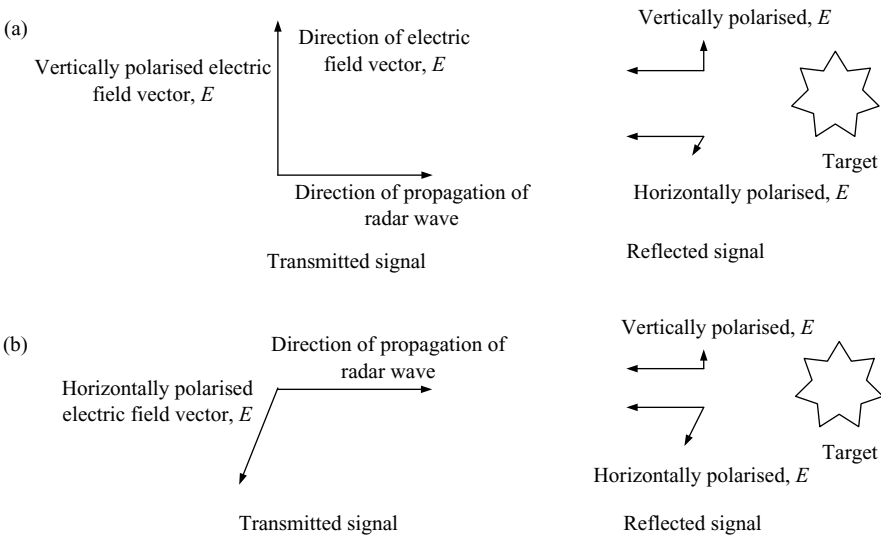 (a)
Vertically polarised electric
field vector, E
Direction of electric
field vector, E
Direction of propagation of
radar wave
Transmitted signal
Vertically polarised, E
Target
Horizontally polarised, E
Reflected signal
(b)
Horizontally polarised
electric field vector, E
Direction of propagation of
radar wave
Transmitted signal
Vertically polarised, E
Target
Horizontally polarised, E
Reflected signal